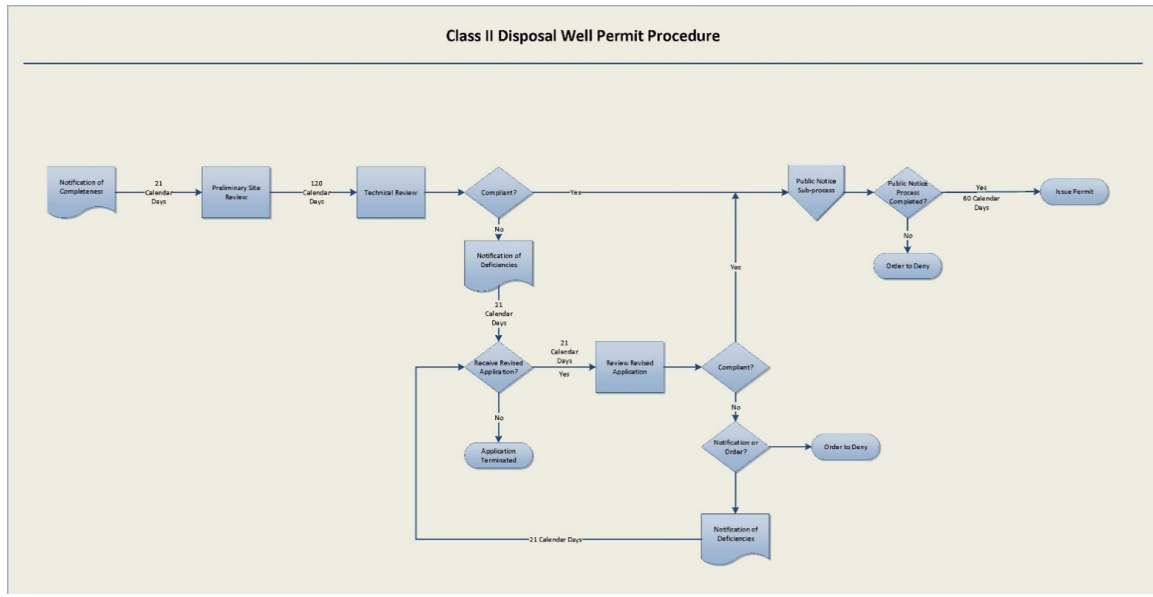 Class II Disposal Well Permit Procedure
Notification of
Completeness
21
Calendar
Days
Preliminary Site
Review
120
Calendar
Days
Technical Review
Compliant?
Yes
Public Notice
Sub-process
Public Notice
Process
Completed?
Yes
60 Calendar
Days
Issue Permit
No
Order to Deny
No
Notification of
Deficiencies
21
Calendar
Days
Receive Revised
Application?
21
Calendar
Days
Yes
Review Revised
Application
Compliant?
Yes
No
Application
Terminated
No
Notification or
Order?
Order to Deny
Notification of
Deficiencies
21 Calendar Days